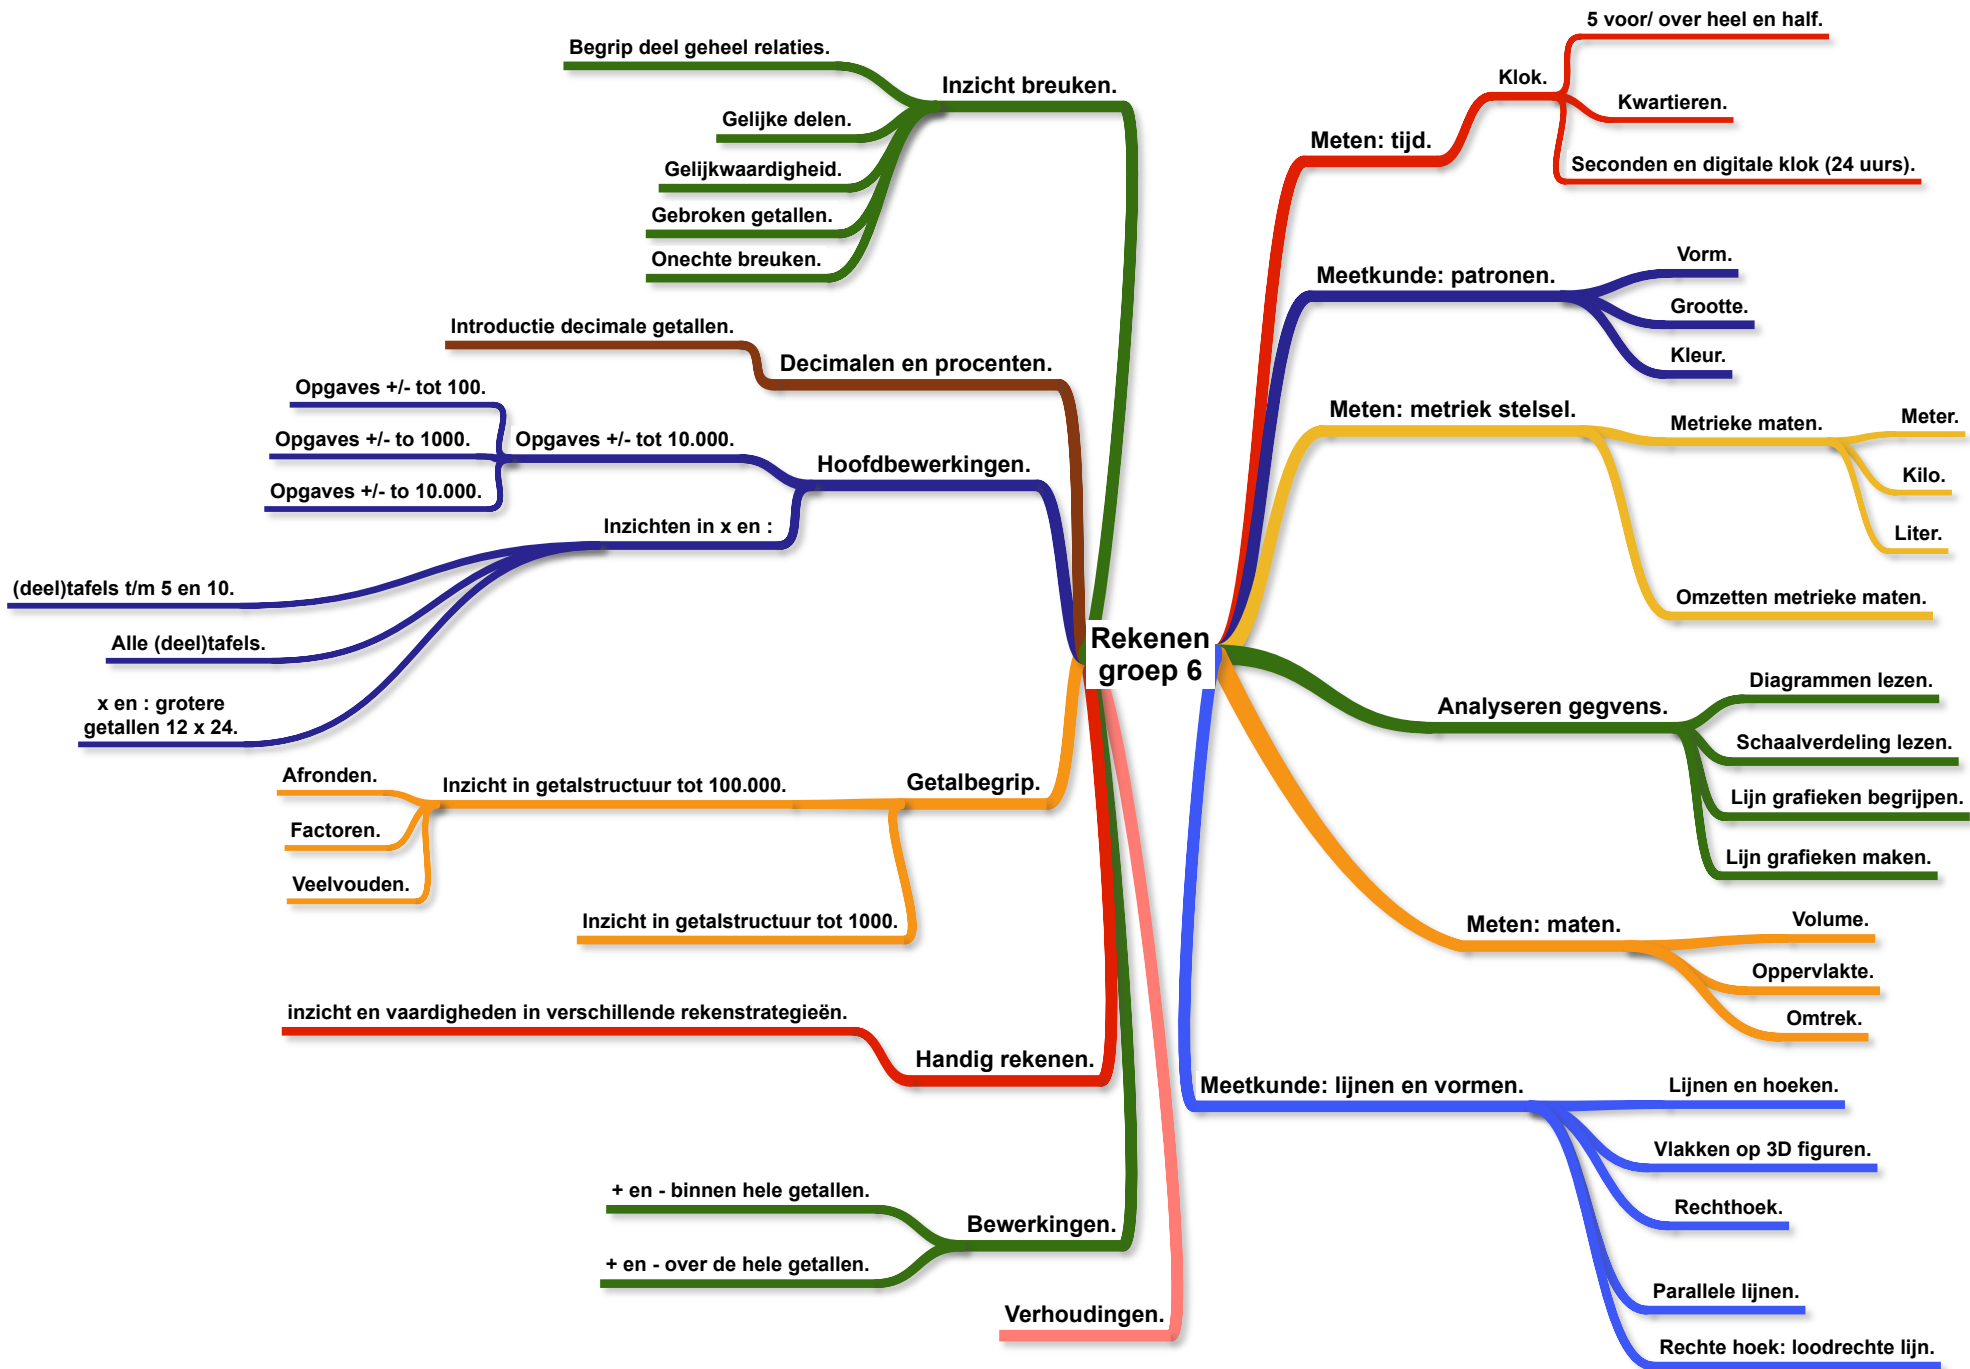 Rekenen
groep 6
Inzicht breuken.
Begrip deel geheel relaties.
Gelijke delen.
Gelijkwaardigheid.
Gebroken getallen.
Onechte breuken.
Decimalen en procenten.
Introductie decimale getallen.
Hoofdbewerkingen.
Opgaves +/- tot 10.000.
Opgaves +/- tot 100.
Opgaves +/- to 1000.
Opgaves +/- to 10.000.
Inzichten in x en :
(deel)tafels t/m 5 en 10.
Alle (deel)tafels.
x en : grotere
getallen 12 x 24.
Getalbegrip.
Inzicht in getalstructuur tot 100.000.
Afronden.
Factoren.
Veelvouden.
Inzicht in getalstructuur tot 1000.
Handig rekenen.
inzicht en vaardigheden in verschillende rekenstrategieën.
Bewerkingen.
+ en - binnen hele getallen.
+ en - over de hele getallen.
Verhoudingen.
Meten: tijd.
Klok.
5 voor/ over heel en half.
Kwartieren.
Seconden en digitale klok (24 uurs).
Meetkunde: patronen.
Vorm.
Grootte.
Kleur.
Meten: metriek stelsel.
Metrieke maten.
Meter.
Kilo.
Liter.
Omzetten metrieke maten.
Analyseren gegvens.
Diagrammen lezen.
Schaalverdeling lezen.
Lijn grafieken begrijpen.
Lijn grafieken maken.
Meten: maten.
Volume.
Oppervlakte.
Omtrek.
Meetkunde: lijnen en vormen.
Lijnen en hoeken.
Vlakken op 3D figuren.
Rechthoek.
Parallele lijnen.
Rechte hoek: loodrechte lijn.